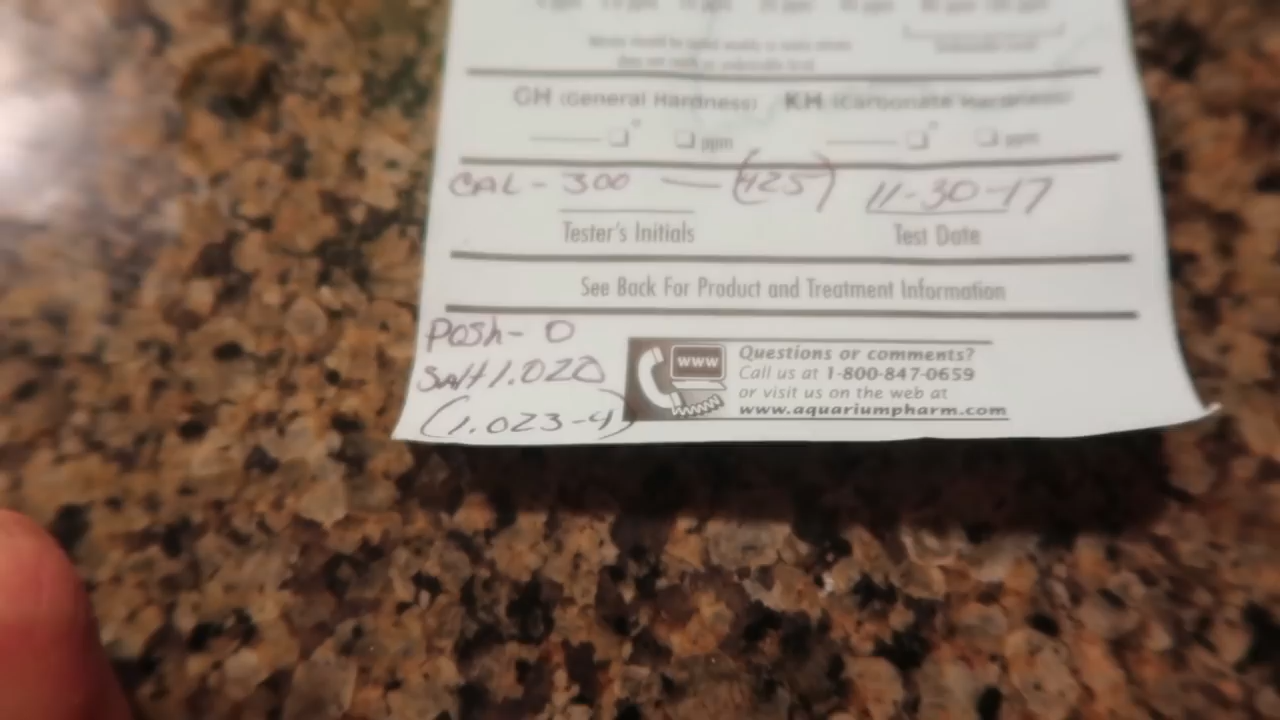 GH (General Hardness) KH (Carbonate Hardness)
° ppm ° ppm
CAL - 300 — (425) 11-30-17
Tester's Initials Test Date
See Back For Product and Treatment Information
Posh- 0
Salt 1.020
(1.023-4)
www
Questions or comments?
Call us at 1-800-847-0659
or visit us on the web at
www.aquariumpharm.com